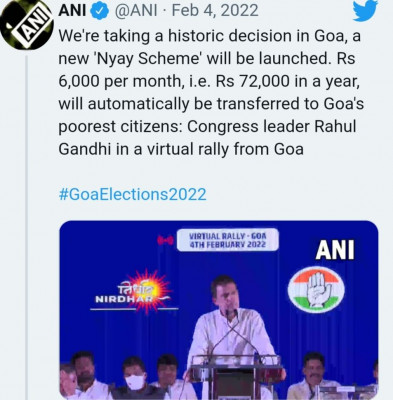 ANI @ANI · Feb 4, 2022
We're taking a historic decision in Goa, a
new 'Nyay Scheme' will be launched. Rs
6,000 per month, i.e. Rs 72,000 in a year,
will automatically be transferred to Goa's
poorest citizens: Congress leader Rahul
Gandhi in a virtual rally from Goa
#GoaElections2022
VIRTUAL RALLY - GOA
4TH FEBRUARY 2022
ANI
निर्धार
NIRDHAR